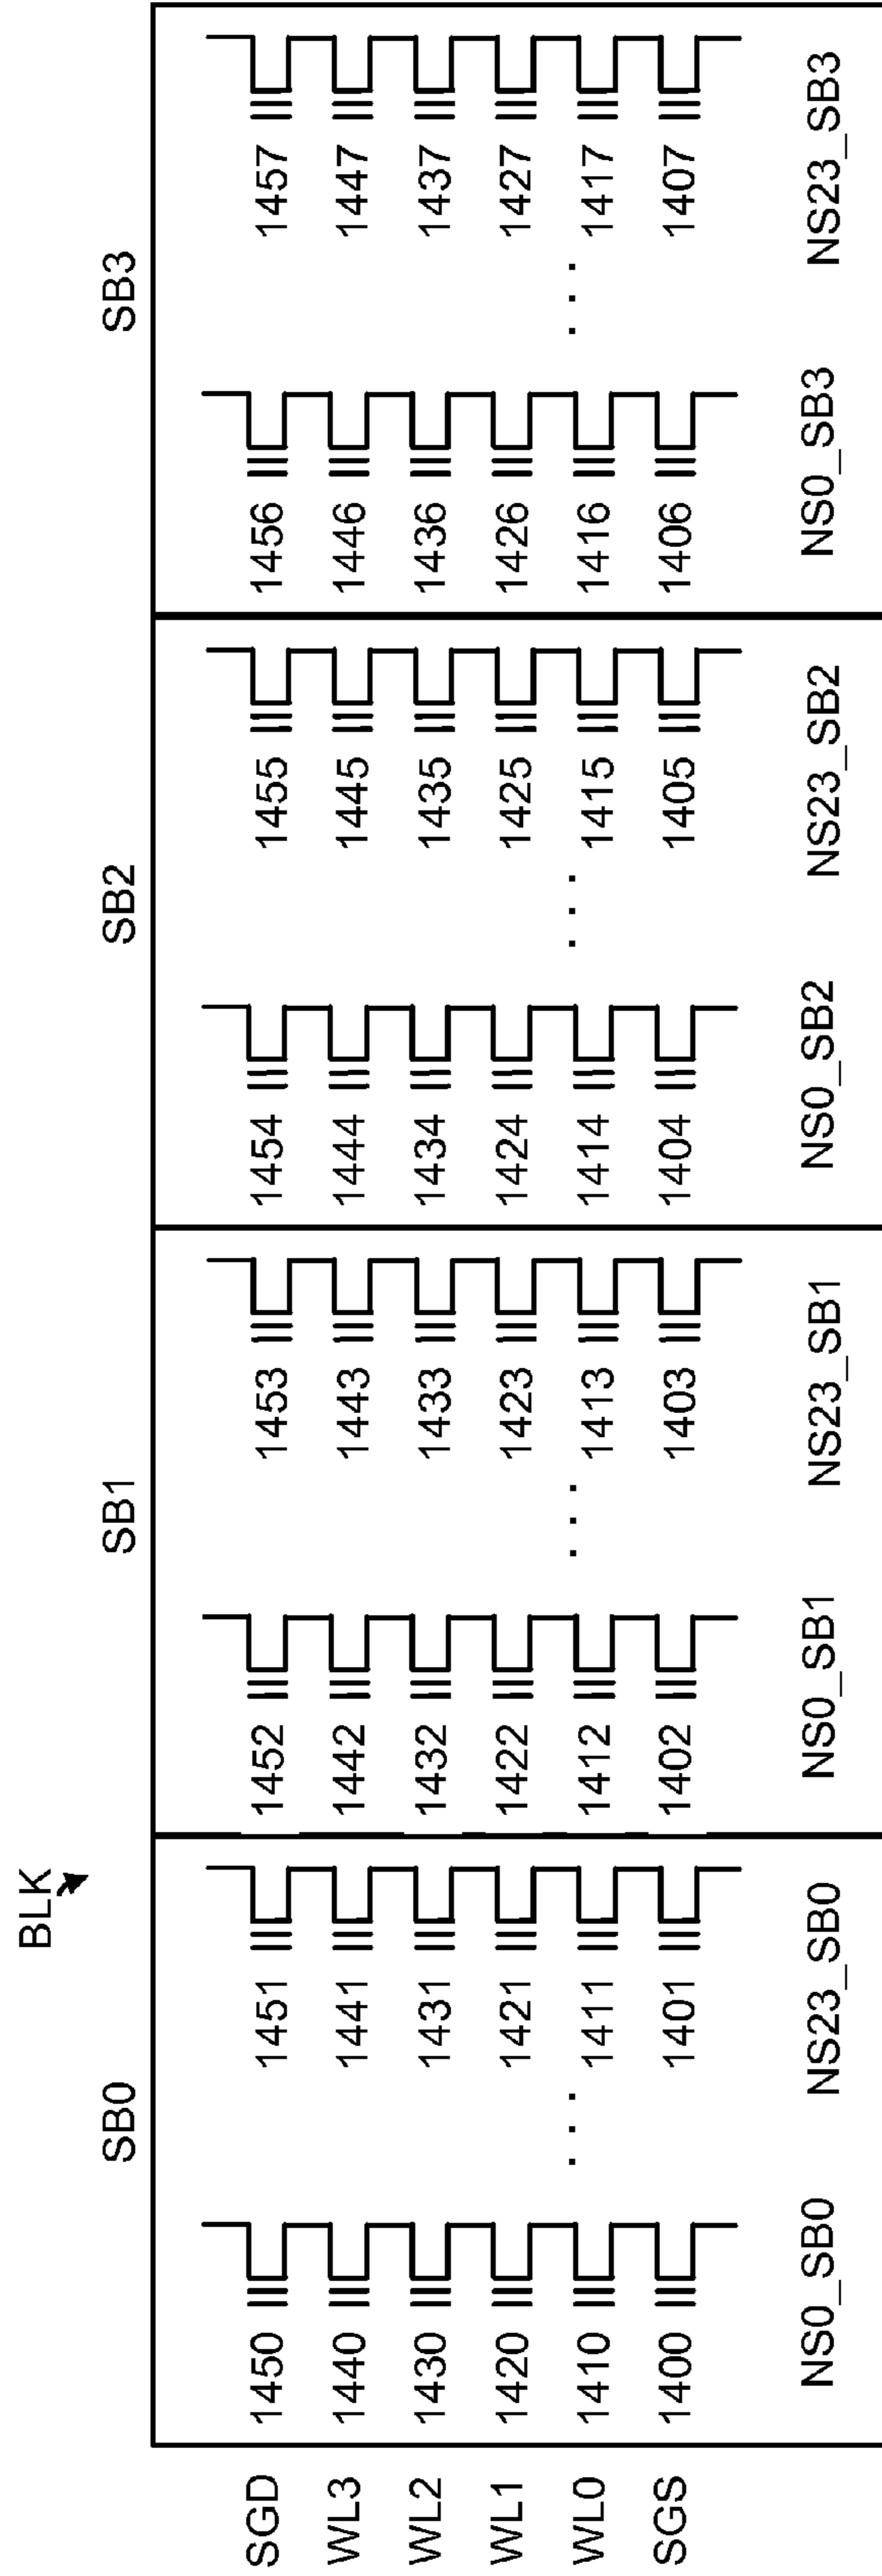 BLK
SB0 SB1 SB2 SB3
SGD 1450 1451 1452 1453 1454 1455 1456 1457
WL3 1440 1441 1442 1443 1444 1445 1446 1447
WL2 1430 1431 1432 1433 1434 1435 1436 1437
WL1 1420 1421 1422 1423 1424 1425 1426 1427
WL0 1410 . . . 1411 1412 . . . 1413 1414 . . . 1415 1416 . . . 1417
SGS 1400 1401 1402 1403 1404 1405 1406 1407
NS0_SB0 NS23_SB0 NS0_SB1 NS23_SB1 NS0_SB2 NS23_SB2 NS0_SB3 NS23_SB3